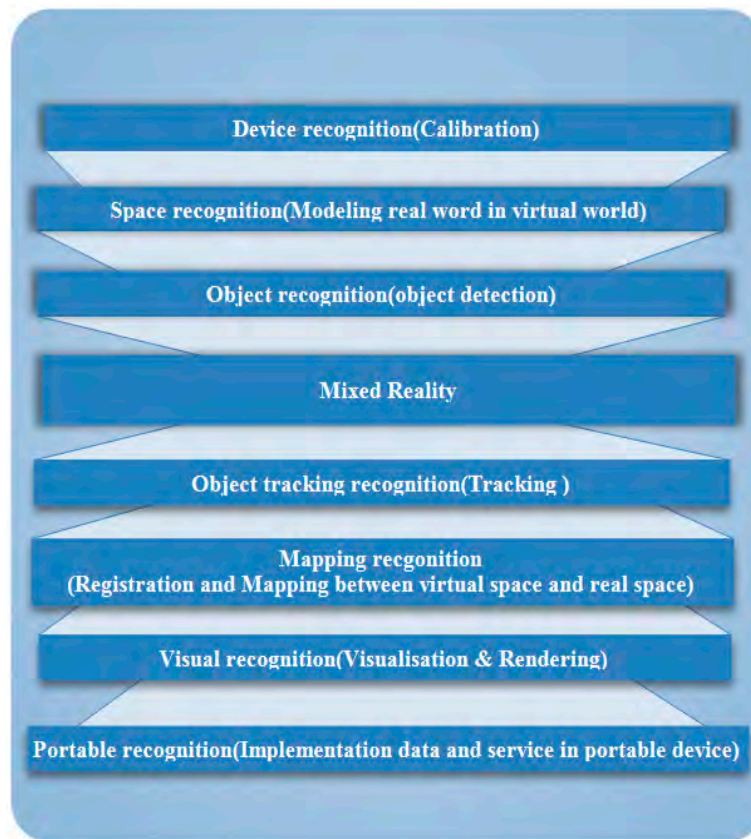 Device recognition(Calibration)
Space recognition(Modeling real word in virtual world)
Object recognition(object detection)
Mixed Reality
Object tracking recognition(Tracking )
Mapping recgonition
(Registration and Mapping between virtual space and real space)
Visual recognition(Visualisation & Rendering)
Portable recognition(Implementation data and service in portable device)